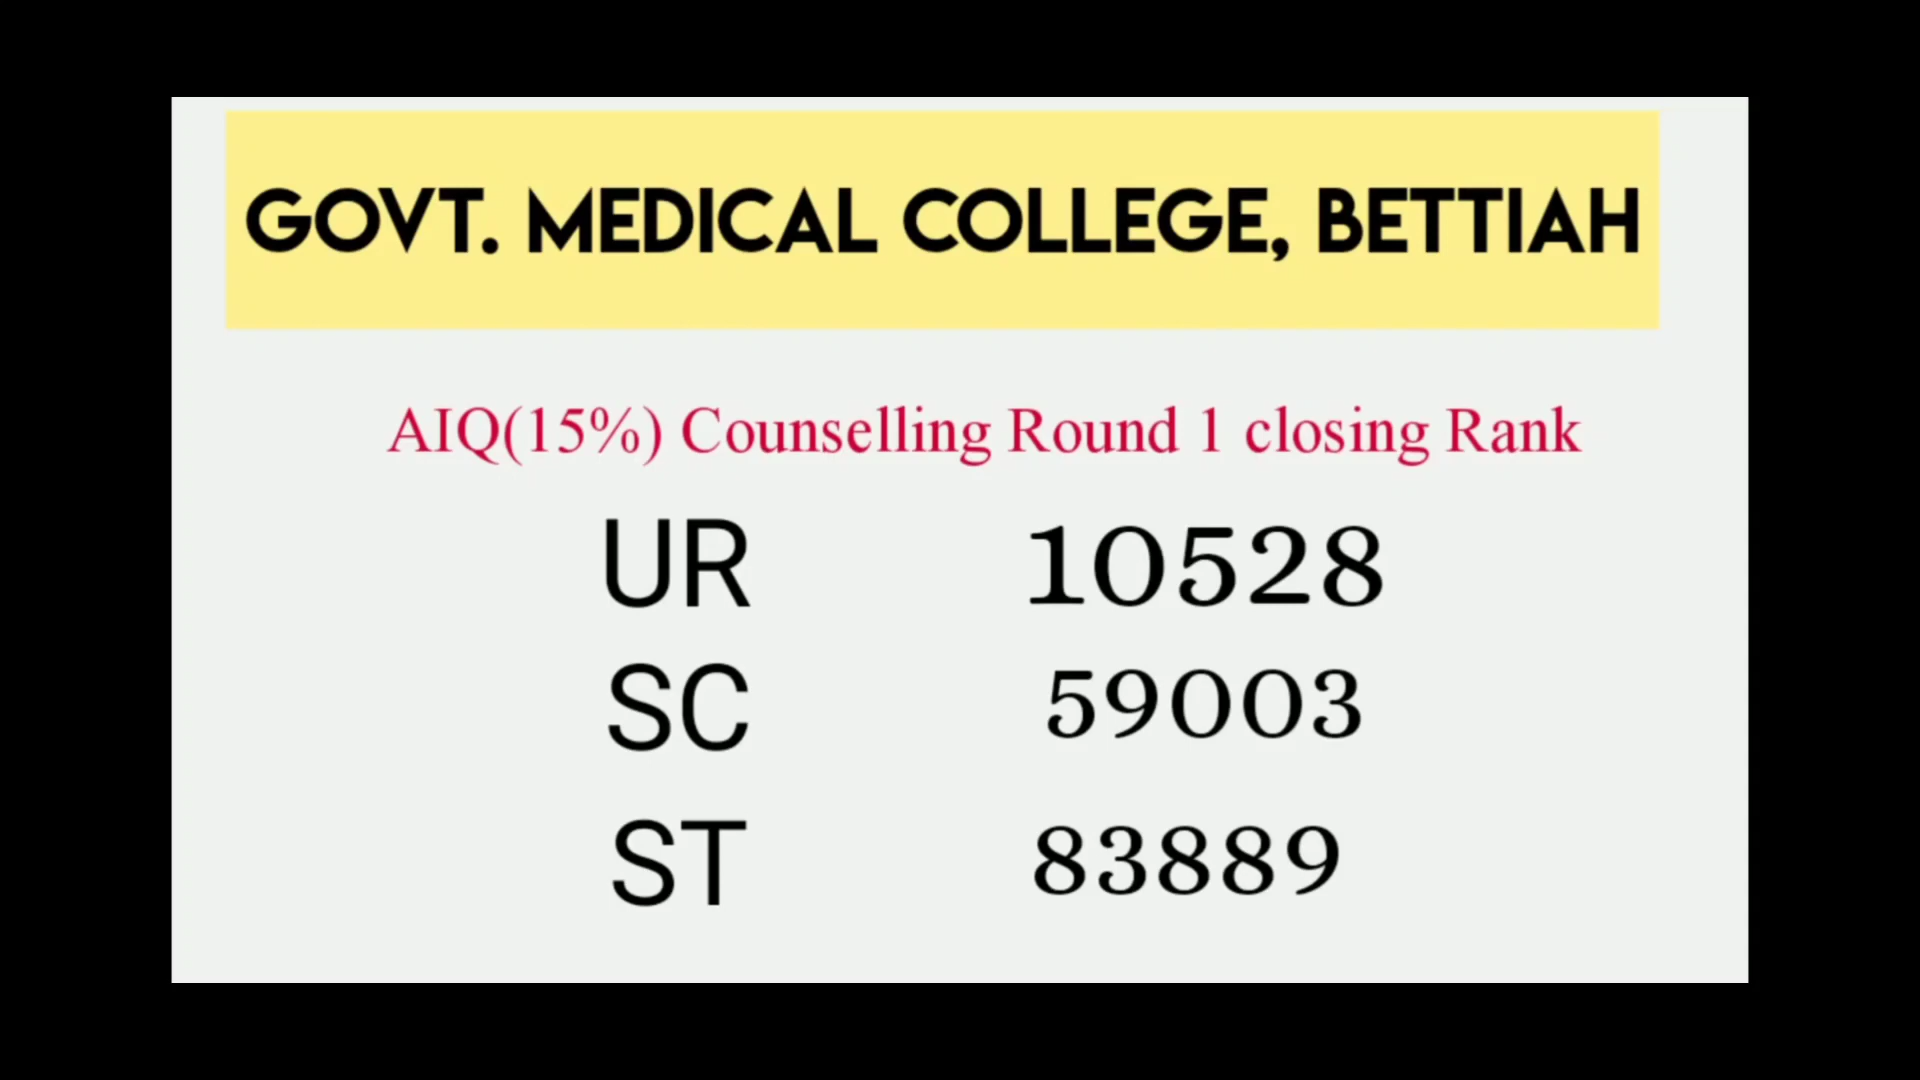 GOVT. MEDICAL COLLEGE, BETTIAH
AIQ(15%) Counselling Round 1 closing Rank
UR 10528
SC 59003
ST 83889